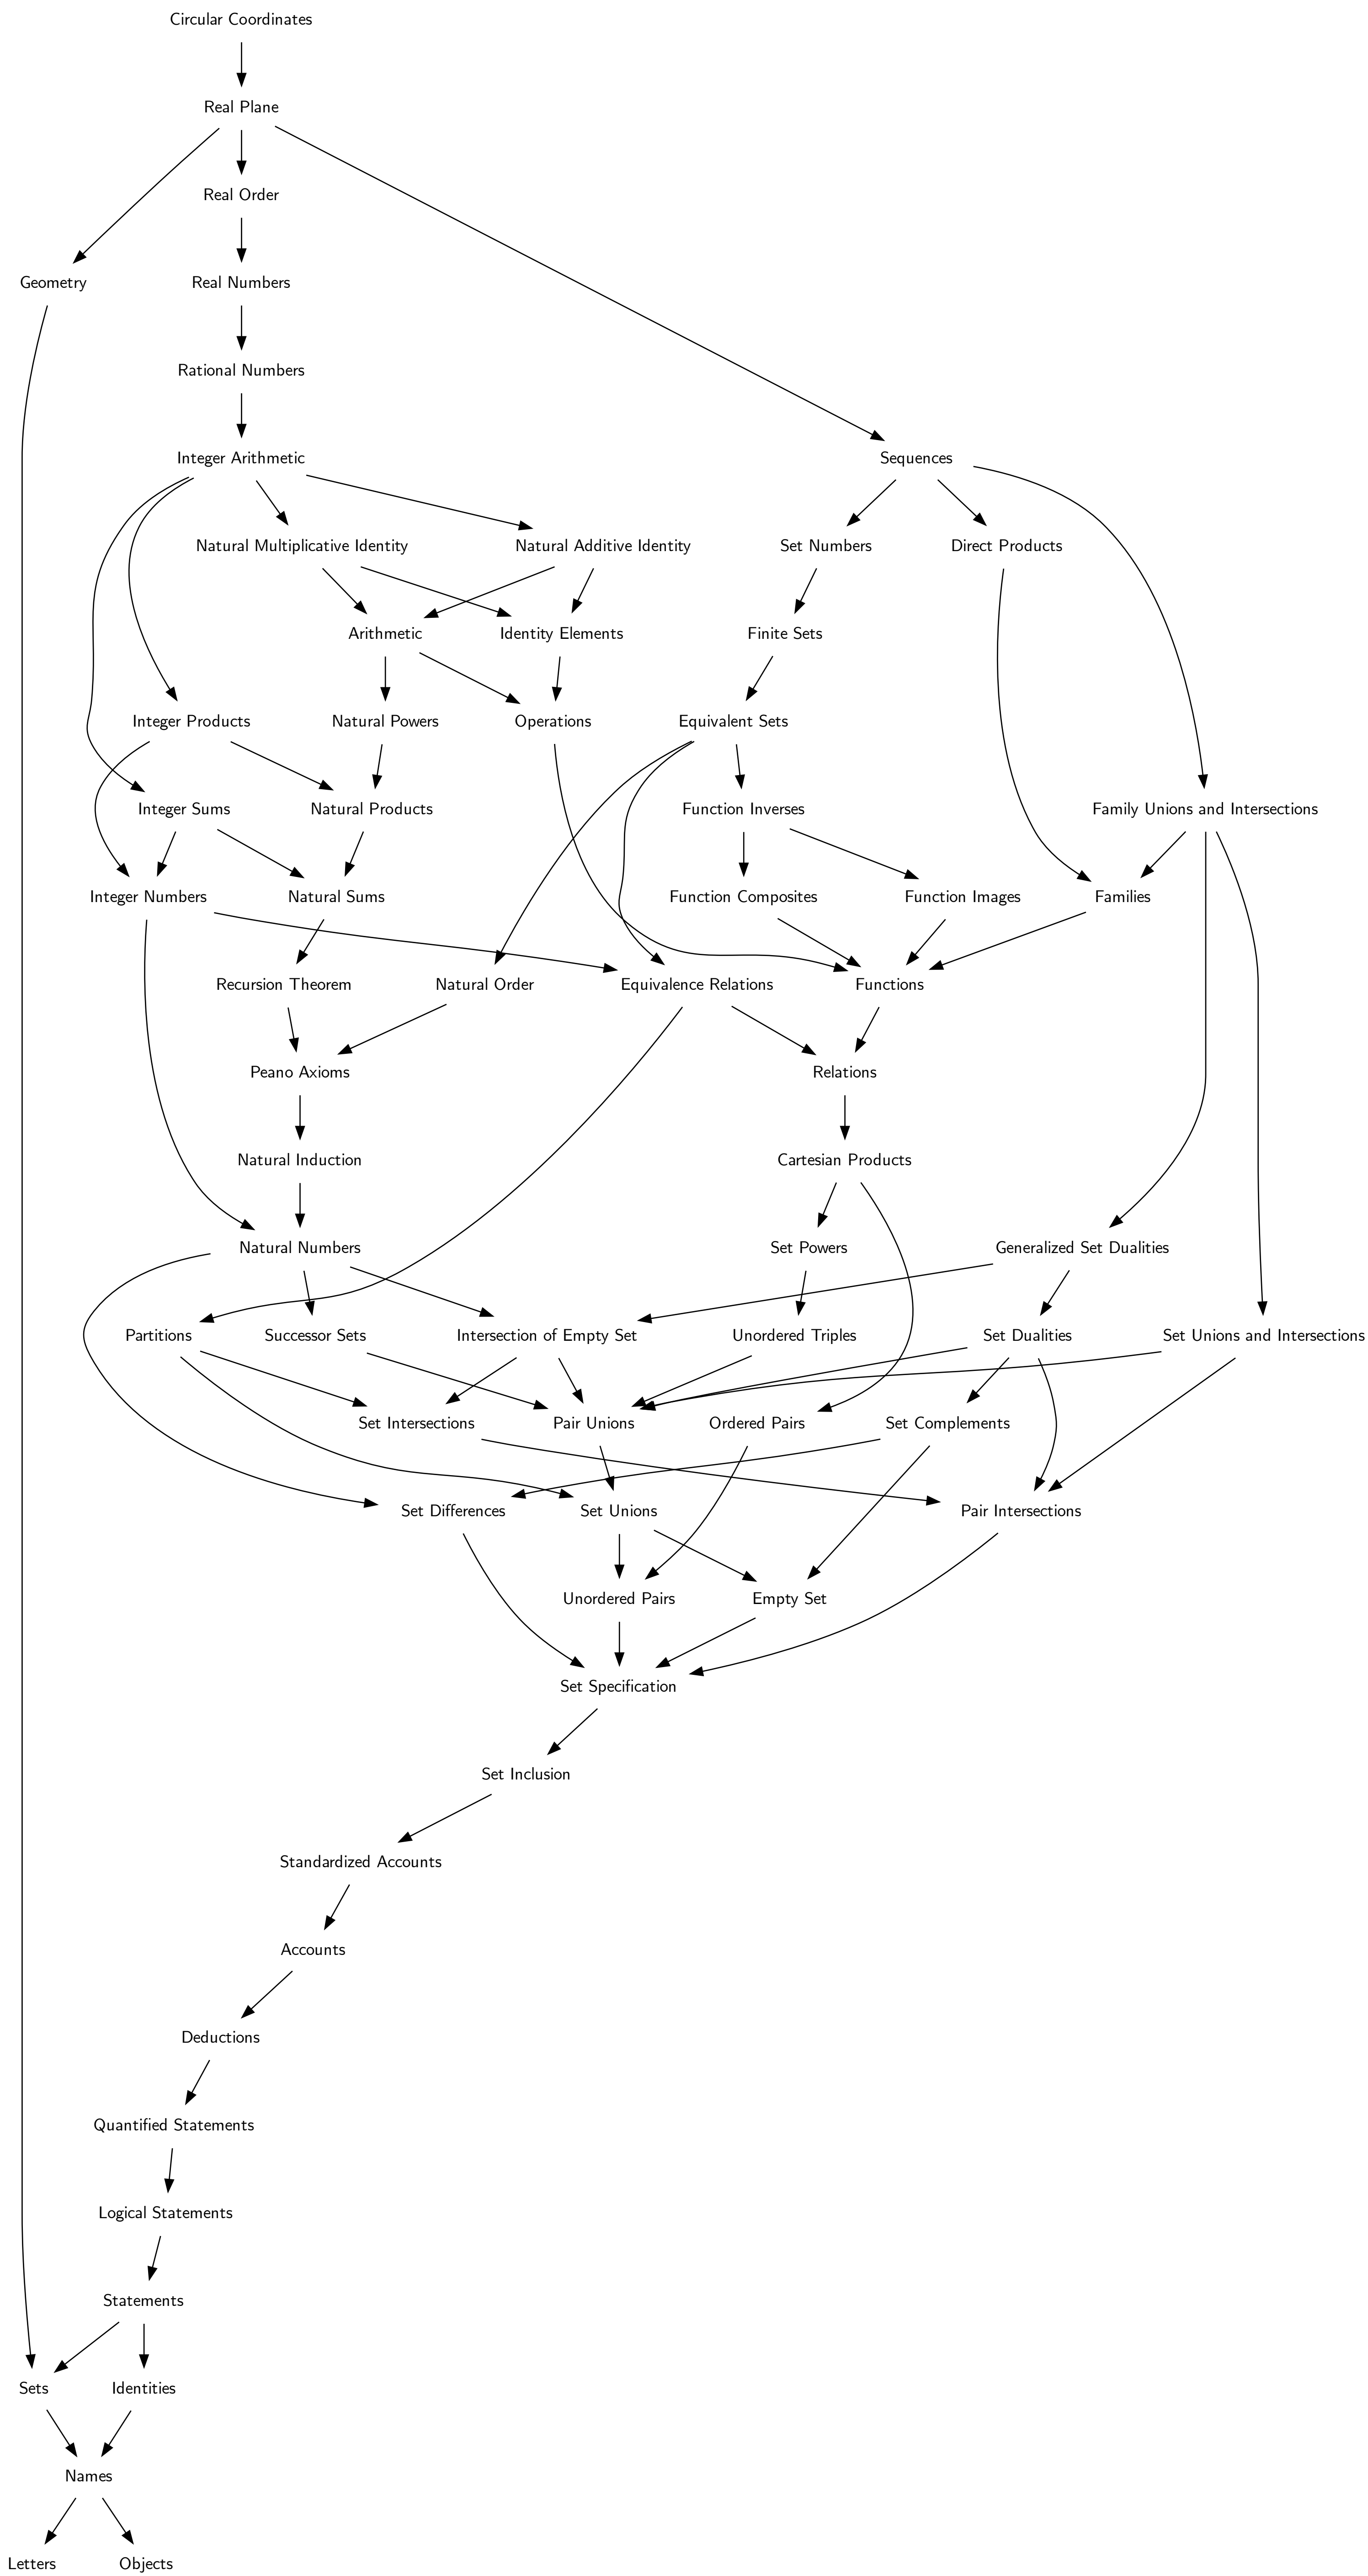 Circular Coordinates
Real Plane
Real Order
Geometry
Real Numbers
Rational Numbers
Integer Arithmetic
Sequences
Natural Multiplicative Identity
Natural Additive Identity
Set Numbers
Direct Products
Arithmetic
Identity Elements
Finite Sets
Integer Products
Natural Powers
Operations
Equivalent Sets
Integer Sums
Natural Products
Function Inverses
Family Unions and Intersections
Integer Numbers
Natural Sums
Function Composites
Function Images
Families
Recursion Theorem
Natural Order
Equivalence Relations
Functions
Peano Axioms
Relations
Natural Induction
Cartesian Products
Natural Numbers
Set Powers
Generalized Set Dualities
Partitions
Successor Sets
Intersection of Empty Set
Unordered Triples
Set Dualities
Set Unions and Intersections
Set Intersections
Pair Unions
Ordered Pairs
Set Complements
Set Differences
Set Unions
Pair Intersections
Unordered Pairs
Empty Set
Set Specification
Set Inclusion
Standardized Accounts
Accounts
Deductions
Quantified Statements
Logical Statements
Statements
Sets
Identities
Names
Letters
Objects